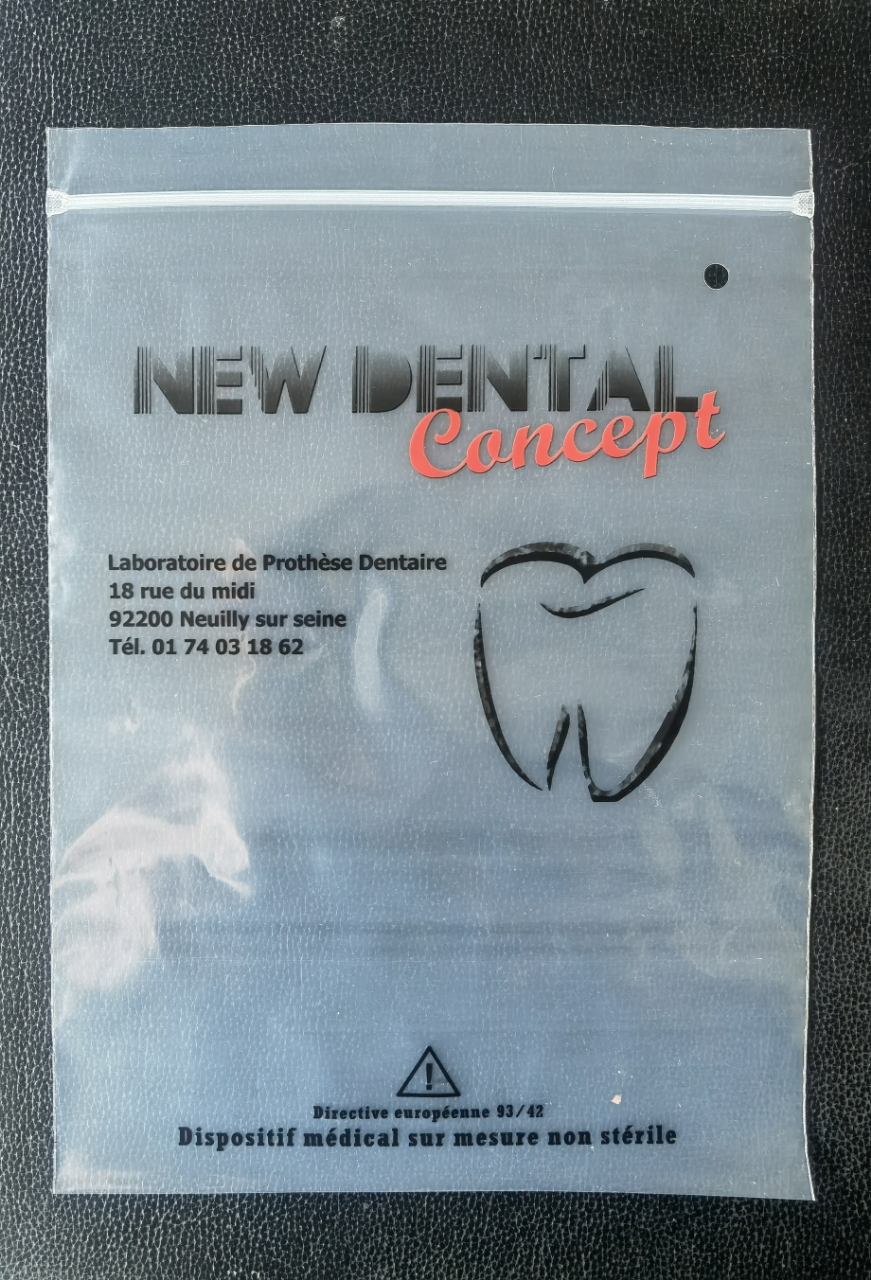 NEW DENTAL
Concept
Laboratoire de Prothèse Dentaire
18 rue du midi
92200 Neuilly sur seine
Tél. 01 74 03 18 62
!
Directive européenne 93/42
Dispositif médical sur mesure non stérile